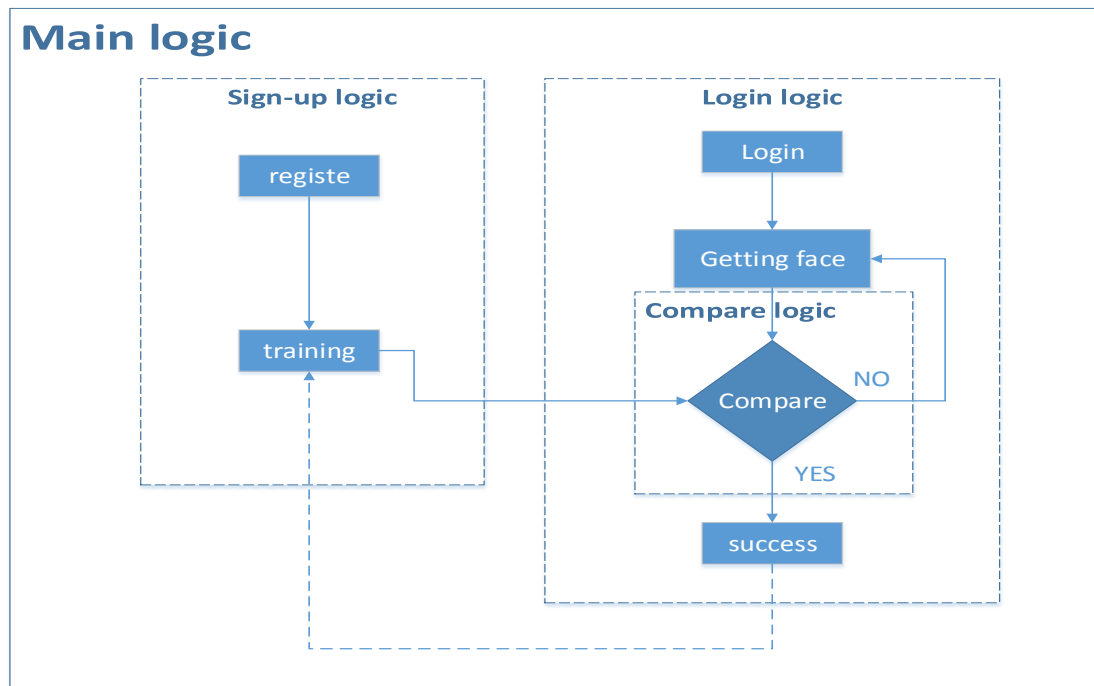 Main logic
Sign-up logic
registe
training
Login logic
Login
Getting face
Compare logic
Compare
NO
YES
success